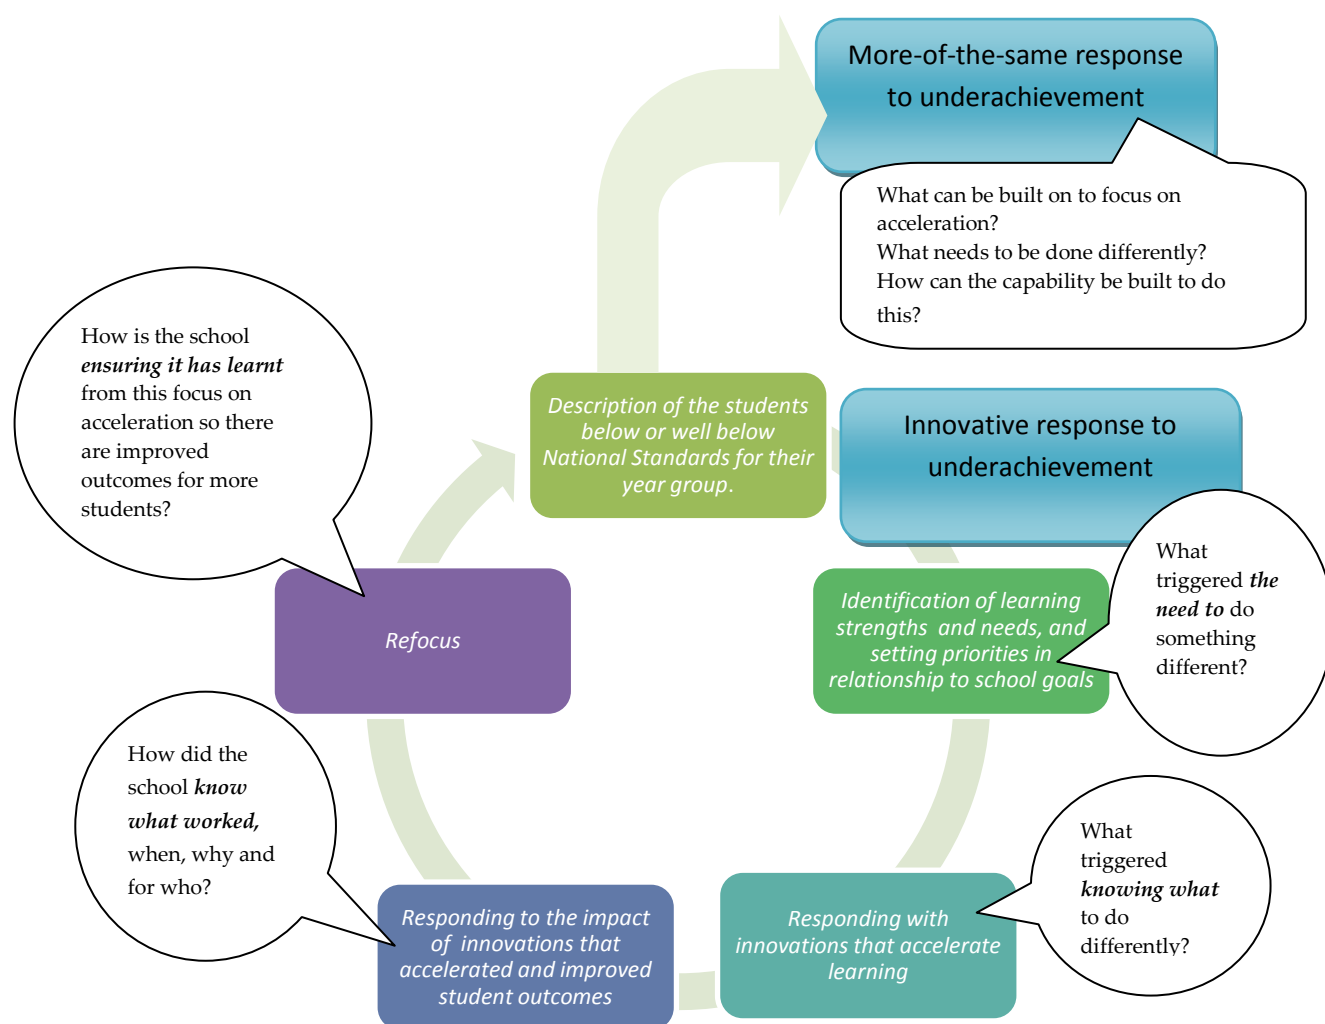 More-of-the-same response
to underachievement
What can be built on to focus on
acceleration?
What needs to be done differently?
How can the capability be built to do
this?
How is the school
ensuring it has learnt
from this focus on
acceleration so there
are improved
outcomes for more
students?
Description of the students
below or well below
National Standards for their
year group.
Innovative response to
underachievement
What
triggered the
need to do
something
different?
Identification of learning
strengths and needs, and
setting priorities in
relationship to school goals
Refocus
How did the
school know
what worked,
when, why and
for who?
What
triggered
knowing what
to do
differently?
Responding with
innovations that accelerate
learning
Responding to the impact
of innovations that
accelerated and improved
student outcomes